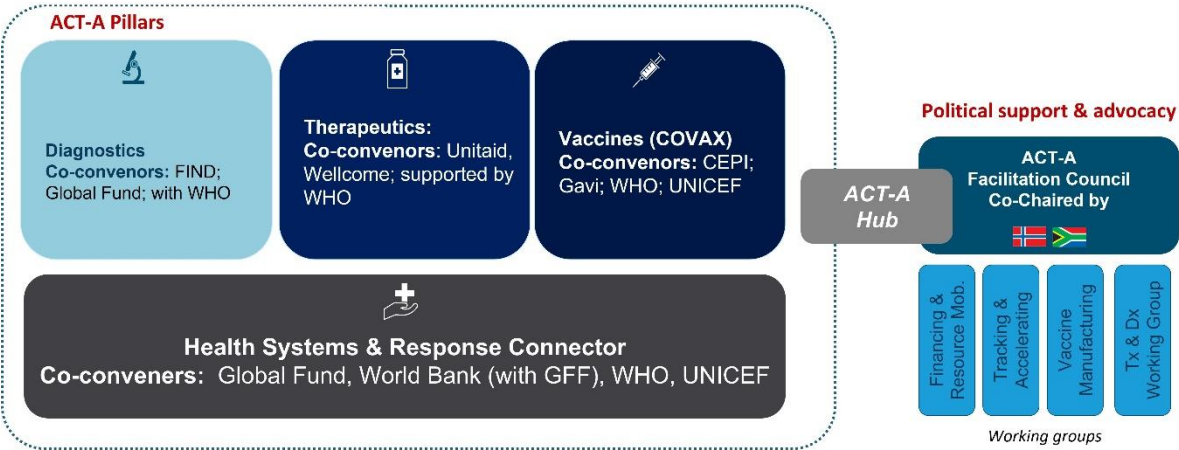 ACT-A Pillars
Diagnostics
Co-convenors: FIND;
Global Fund; with WHO
Therapeutics:
Co-convenors: Unitaid,
Wellcome; supported by
WHO
Vaccines (COVAX)
Co-convenors: CEPI;
Gavi; WHO; UNICEF
Health Systems & Response Connector
Co-conveners: Global Fund, World Bank (with GFF), WHO, UNICEF
ACT-A
Hub
Political support & advocacy
ACT-A
Facilitation Council
Co-Chaired by
Financing &
Resource Mob.
Tracking &
Accelerating
Vaccine
Manufacturing
Tx & Dx
Working Group
Working groups